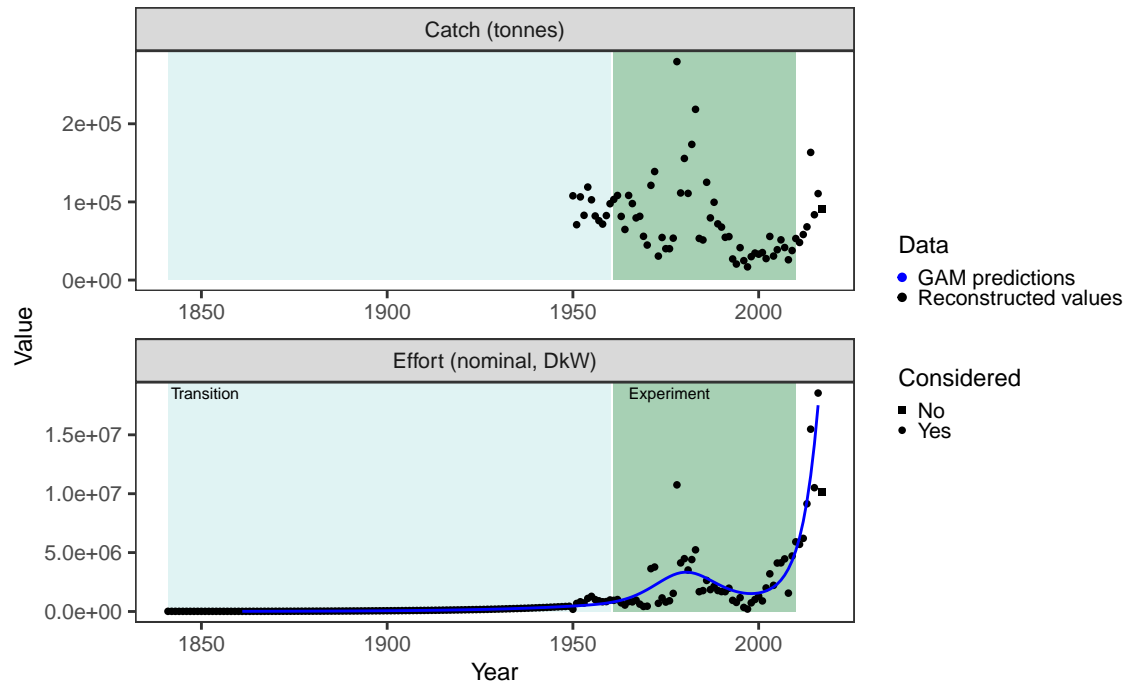 Catch (tonnes)
2e+05
1e+05
0e+00
1850
1900
1950
2000
Value
Effort (nominal, DkW)
Transition
Experiment
1.5e+07
1.0e+07
5.0e+06
0.0e+00
1850
1900
1950
2000
Year
Data
GAM predictions
Reconstructed values
Considered
No
Yes